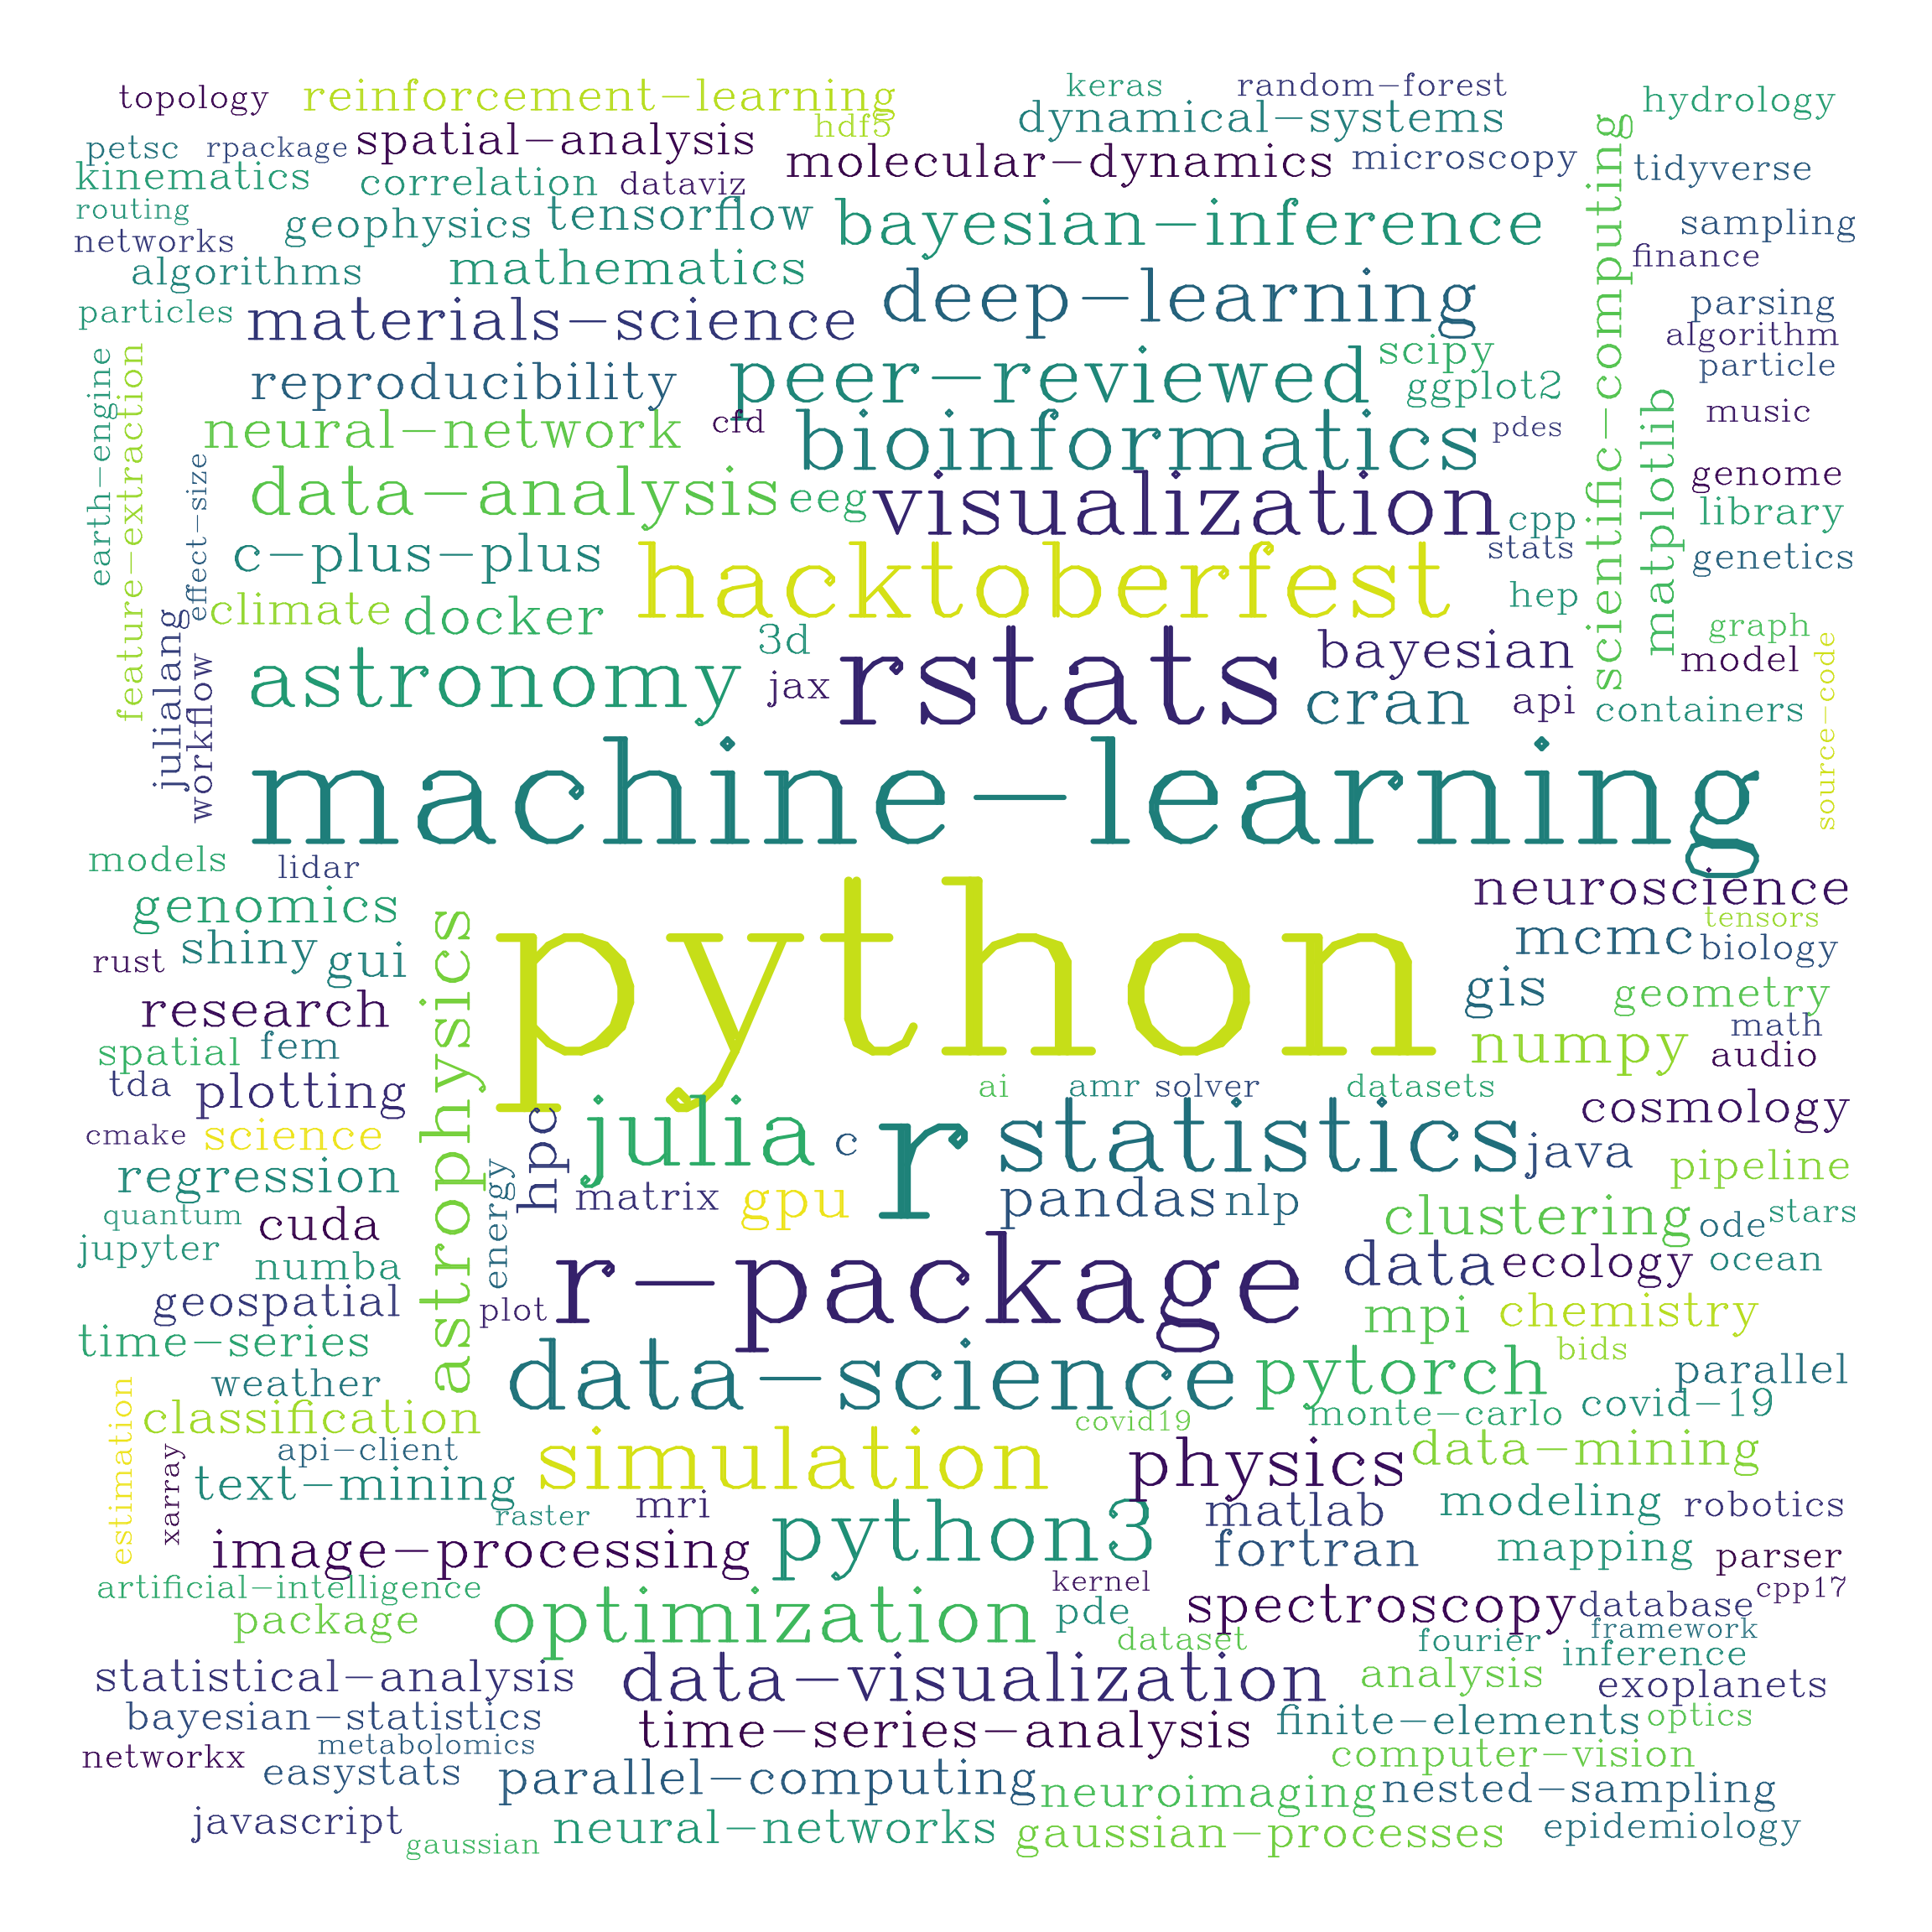 topology
reinforcement-learning
keras
random-forest
hydrology
hdf5
dynamical-systems
petsc
rpackage
spatial-analysis
molecular-dynamics
microscopy
scientific-computing
tidyverse
kinematics
correlation
dataviz
routing
geophysics
tensorflow
bayesian-inference
sampling
networks
finance
algorithms
mathematics
deep-learning
particles
materials-science
parsing
algorithm
earth-engine
feature-extraction
reproducibility
peer-reviewed
scipy
ggplot2
particle
matplotlib
music
neural-network
cfd
bioinformatics
pdes
effect-size
data-analysis
eeg
visualization
genome
library
cpp
stats
genetics
c-plus-plus
hacktoberfest
hep
climate
docker
3d
graph
julialang
workflow
astronomy
jax
rstats
bayesian
model
cran
api
containers
source-code
machine-learning
models
lidar
neuroscience
genomics
tensors
python
astrophysics
rust
shiny
gui
mcmc
biology
research
gis
geometry
spatial
fem
numpy
math
audio
tda
plotting
ai
amr
solver
datasets
cosmology
cmake
science
hpc
julia
c
r
statistics
java
regression
energy
matrix
gpu
pandas
nlp
pipeline
quantum
cuda
clustering
ode
stars
jupyter
numba
r-package
data
ecology
ocean
geospatial
plot
mpi
chemistry
time-series
bids
weather
data-science
pytorch
parallel
estimation
classification
covid19
monte-carlo
covid-19
xarray
api-client
simulation
physics
data-mining
text-mining
raster
mri
python3
matlab
modeling
robotics
image-processing
fortran
mapping
parser
artificial-intelligence
kernel
cpp17
package
optimization
pde
spectroscopy
database
dataset
fourier
framework
inference
statistical-analysis
data-visualization
analysis
exoplanets
bayesian-statistics
time-series-analysis
finite-elements
optics
networkx
metabolomics
computer-vision
easystats
parallel-computing
neuroimaging
nested-sampling
javascript
gaussian
neural-networks
gaussian-processes
epidemiology